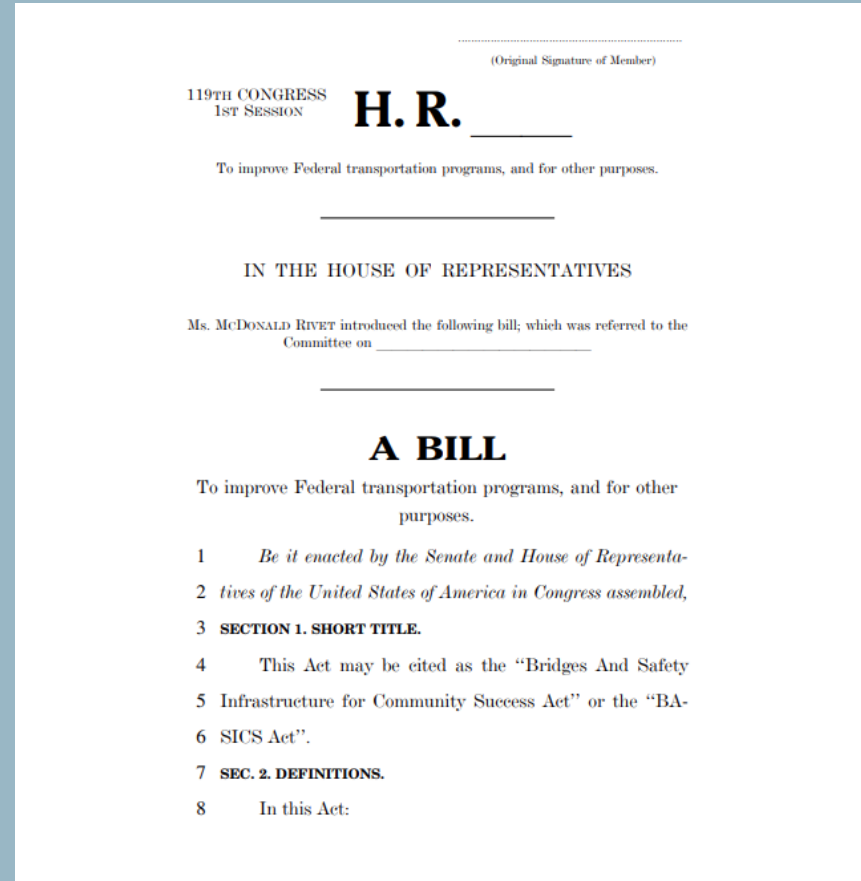 (Original Signature of Member)
119TH CONGRESS
1ST SESSION
H. R. ______
To improve Federal transportation programs, and for other purposes.
IN THE HOUSE OF REPRESENTATIVES
Ms. MCDONALD RIVET introduced the following bill; which was referred to the
Committee on ______________________________
A BILL
To improve Federal transportation programs, and for other
purposes.
1 Be it enacted by the Senate and House of Representa-
2 tives of the United States of America in Congress assembled,
3 SECTION 1. SHORT TITLE.
4 This Act may be cited as the ‘‘Bridges And Safety
5 Infrastructure for Community Success Act’’ or the ‘‘BA-
6 SICS Act’’.
7 SEC. 2. DEFINITIONS.
8 In this Act: